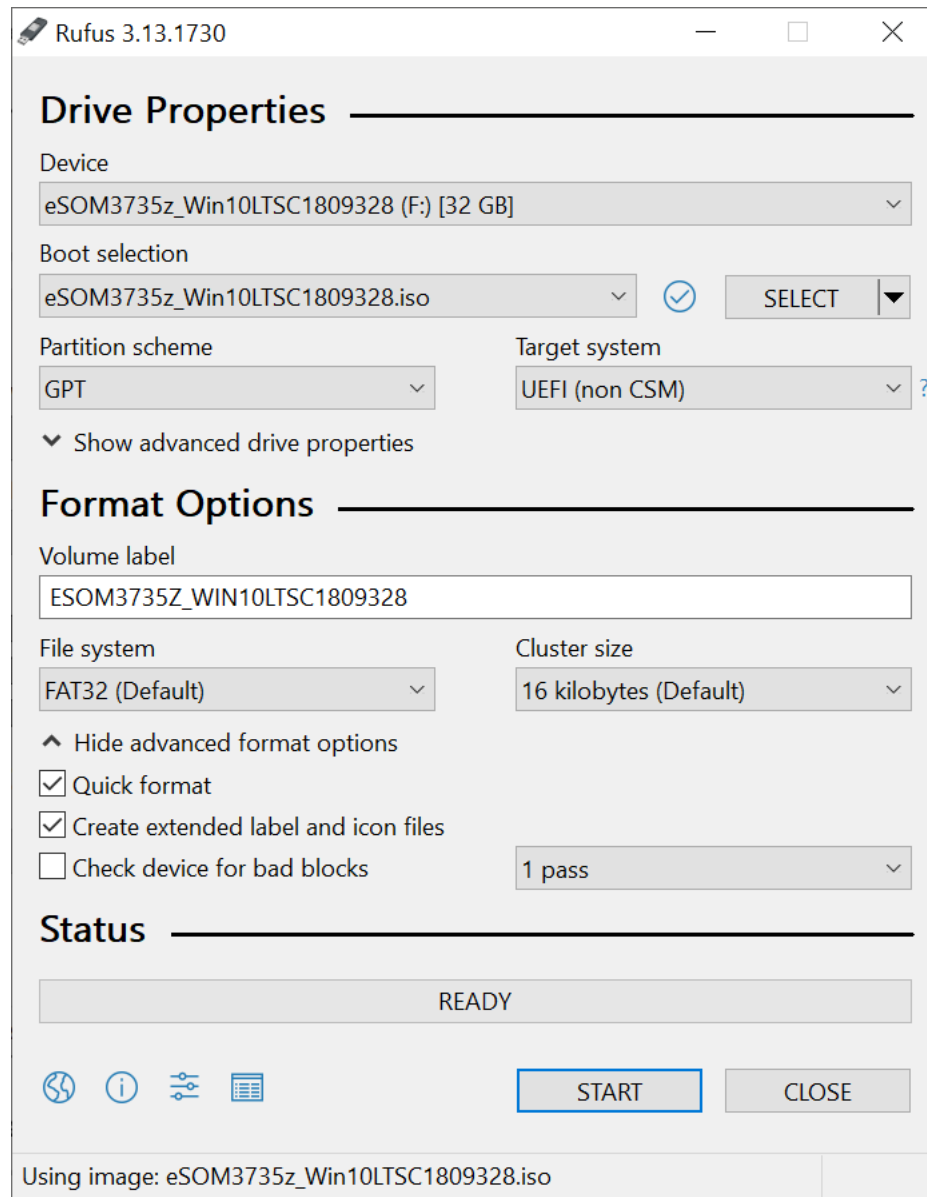 Rufus 3.13.1730
Drive Properties
Device
eSOM3735z_Win10LTSC1809328 (F:) [32 GB]
Boot selection
eSOM3735z_Win10LTSC1809328.iso
SELECT
Partition scheme Target system
GPT UEFI (non CSM) ?
Show advanced drive properties
Format Options
Volume label
ESOM3735Z_WIN10LTSC1809328
File system Cluster size
FAT32 (Default) 16 kilobytes (Default)
Hide advanced format options
Quick format
Create extended label and icon files
Check device for bad blocks 1 pass
Status
READY
START CLOSE
Using image: eSOM3735z_Win10LTSC1809328.iso